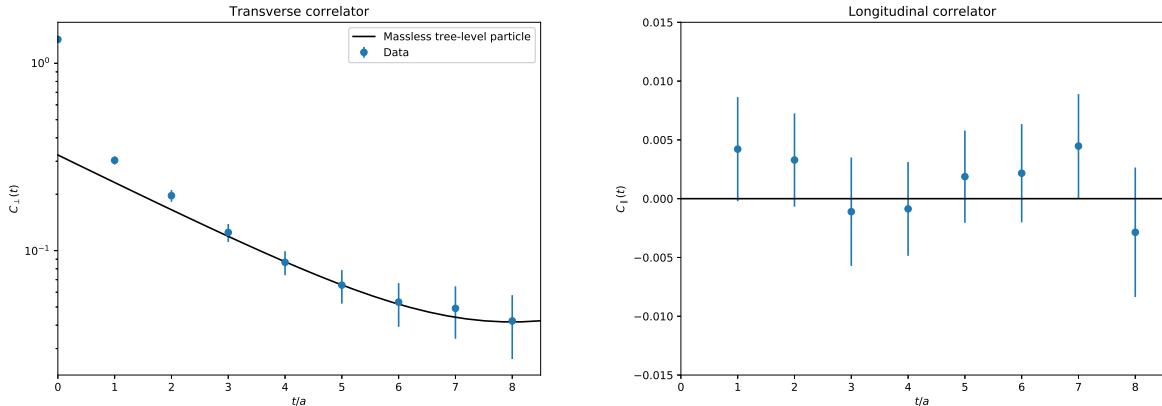 Transverse correlator
C⊥(t)
10⁰
10⁻¹
Massless tree-level particle
Data
0 1 2 3 4 5 6 7 8
t/a
Longitudinal correlator
C∥(t)
0.015
0.010
0.005
0.000
−0.005
−0.010
−0.015
0 1 2 3 4 5 6 7 8
t/a